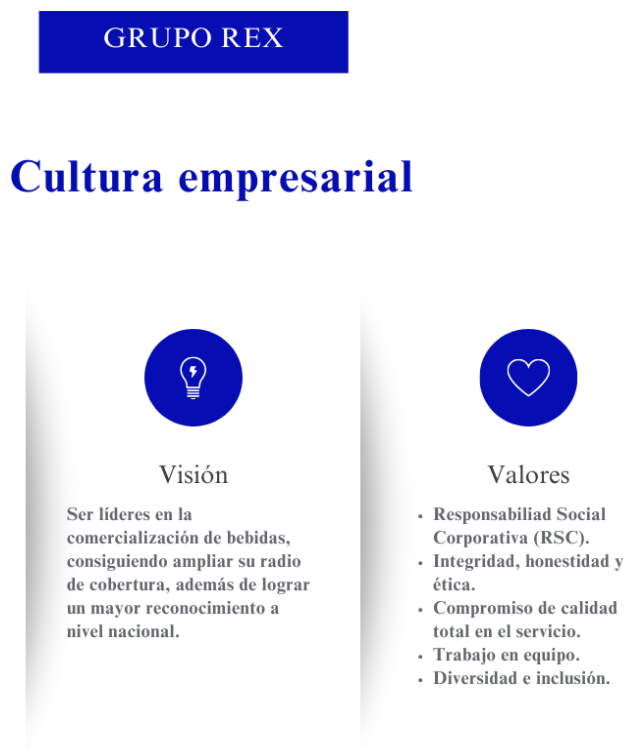 GRUPO REX
Cultura empresarial
Visión
Ser líderes en la
comercialización de bebidas,
consiguiendo ampliar su radio
de cobertura, además de lograr
un mayor reconocimiento a
nivel nacional.
Valores
• Responsabiliad Social
Corporativa (RSC).
• Integridad, honestidad y
ética.
• Compromiso de calidad
total en el servicio.
• Trabajo en equipo.
• Diversidad e inclusión.